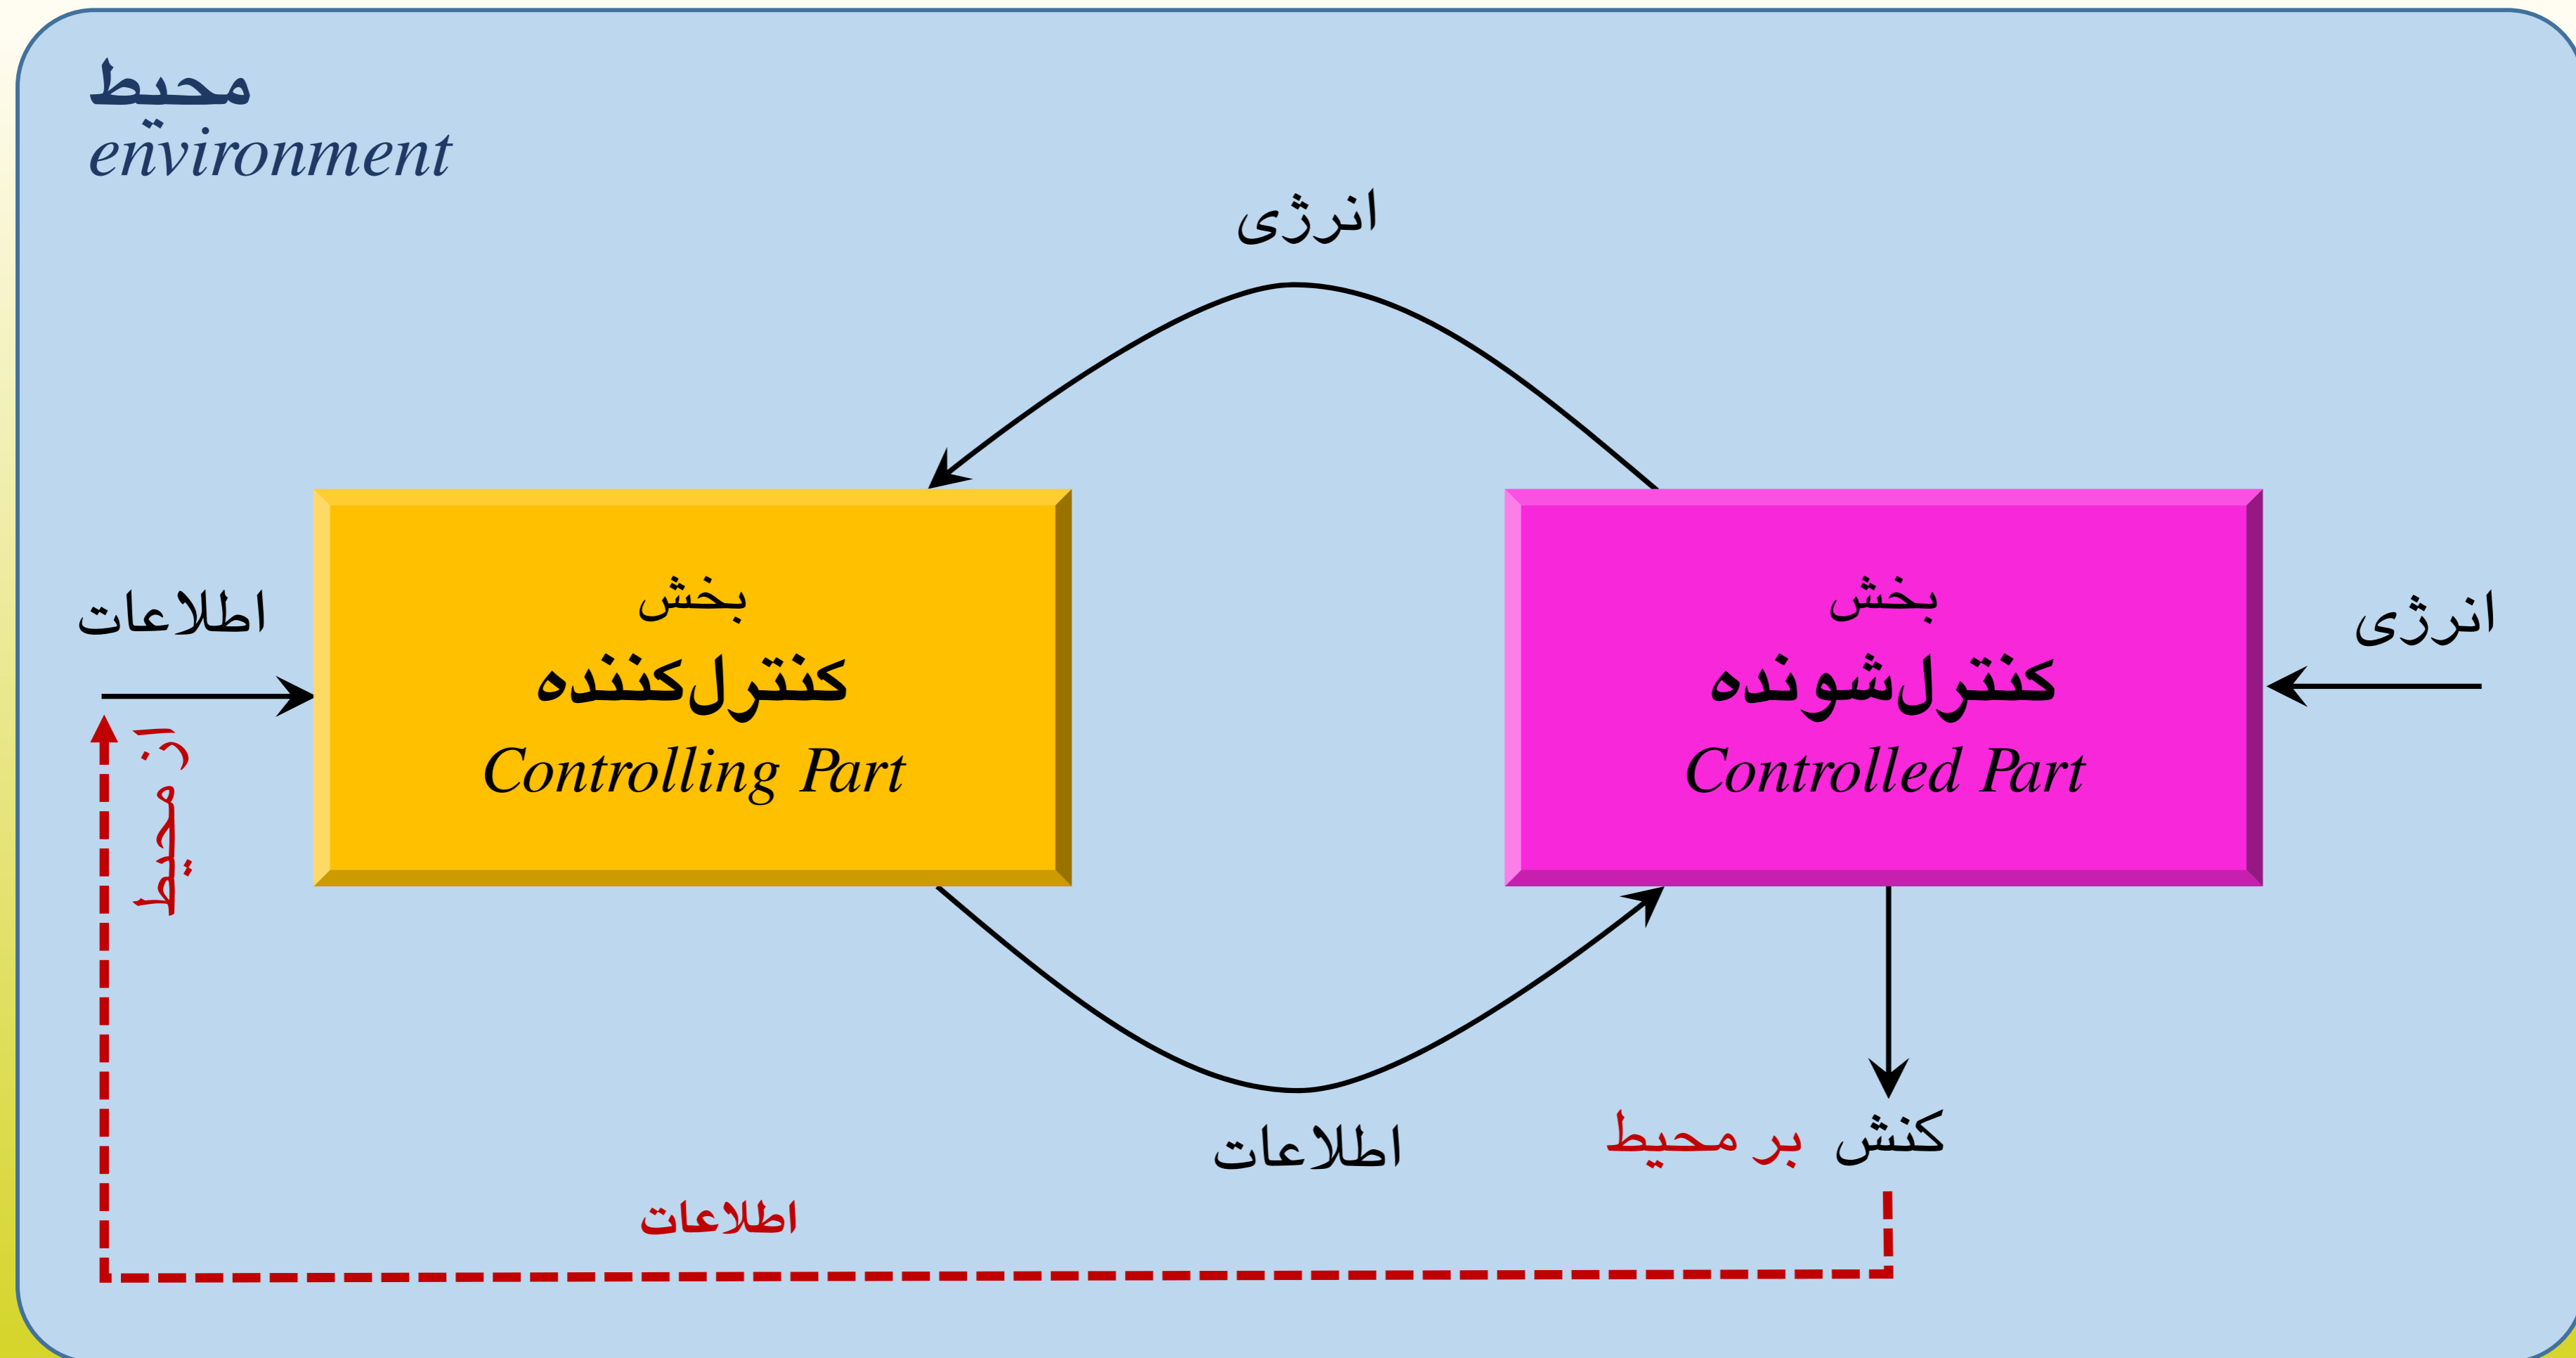 محیط
environment
انرژی
اطلاعات
بخش
کنترل‌کننده
Controlling Part
بخش
کنترل‌شونده
Controlled Part
انرژی
از محیط
اطلاعات
کنش بر محیط
اطلاعات